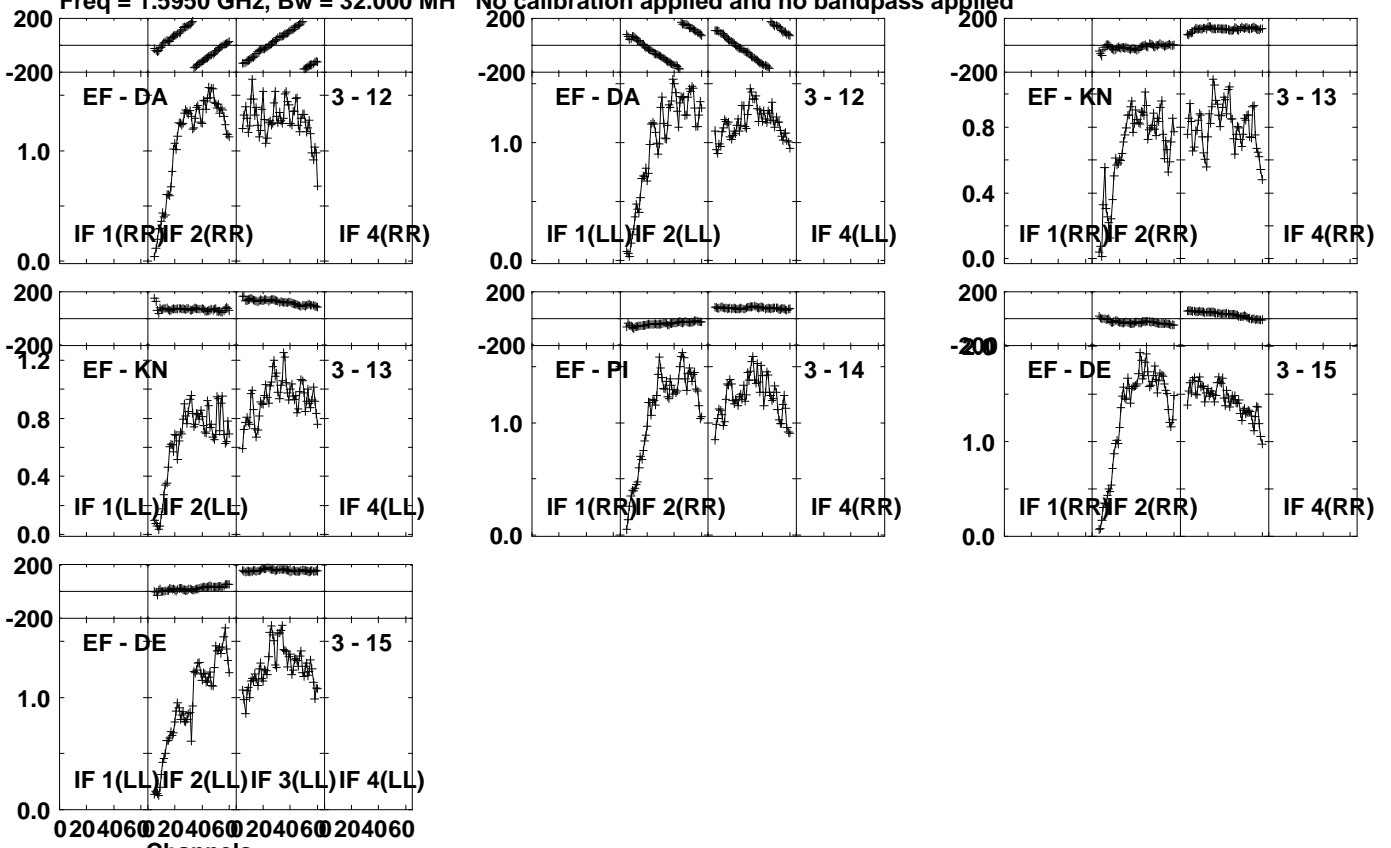 Freq = 1.5950 GHz, Bw = 32.000 MH No calibration applied and no bandpass applied
200
-200
EF - DA
3 - 12
1.0
0.0
IF 1(RR)
IF 2(RR)
IF 4(RR)
EF - DA
3 - 12
1.0
0.0
IF 1(LL)
IF 2(LL)
IF 4(LL)
200
-200
EF - KN
3 - 13
0.8
0.4
0.0
IF 1(RR)
IF 2(RR)
IF 4(RR)
200
-200
1.2
EF - KN
3 - 13
0.8
0.4
0.0
IF 1(LL)
IF 2(LL)
IF 4(LL)
200
-200
EF - PI
3 - 14
1.0
0.0
IF 1(RR)
IF 2(RR)
IF 4(RR)
200
-200
2.0
EF - DE
3 - 15
1.0
0.0
IF 1(RR)
IF 2(RR)
IF 4(RR)
200
-200
EF - DE
3 - 15
1.0
0.0
IF 1(LL)
IF 2(LL)
IF 3(LL)
IF 4(LL)
0 20 40 60 0 20 40 60 0 20 40 60 0 20 40 60
Channels